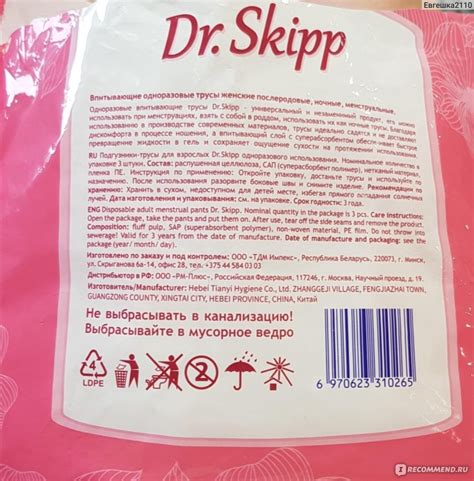 Евгешка2110
Dr. Skipp
Впитывающие одноразовые трусы женские послеродовые, ночные, менструальные.
Одноразовые впитывающие трусы Dr.Skipp - универсальный и незаменимый продукт, его можно
использовать при менструациях, взять с собой в роддом, использовать их как ночные трусы. Благодаря
использованию в производстве современных материалов, трусы идеально садятся и не доставляют
дискомфорта в процессе ношения, а впитывающий слой с суперабсорбентом обеспечивает быстрое
превращение жидкости в гель и сохраняет ощущение сухости на протяжении использования.
RU Подгузники-трусы для взрослых Dr.Skipp одноразового использования. Номинальное количество в
упаковке 3 штуки. Состав: распушенная целлюлоза, САП (суперабсорбент полимер), нетканый материал,
пленка ПЕ. Инструкция по применению: Откройте упаковку, достаньте трусы и используйте по
назначению. После использования разорвите боковые швы и снимите изделие. Рекомендации по
хранению: Хранить в сухом, недоступном для детей месте, избегая прямого попадания солнечных
лучей. Дата изготовления и упаковывания: см. на упаковке. Срок годности: 3 года.
ENG Disposable adult menstrual pants Dr. Skipp. Nominal quantity in the package is 3 pcs. Care instructions:
Open the package, take the pants and put them on. After use, tear off the side seams and remove the product.
Composition: fluff pulp, SAP (superabsorbent polymer), non-woven material, PE film. Do not throw into
sewerage! Valid for 3 years from the date of manufacture. Date of manufacture and packaging: see the
package (year/ month/ day).
Изготовлено по заказу и под контролем: ООО «ТДМ Импекс», Республика Беларусь, 220073, г. Минск,
ул. Скрыганова 6а-14, офис 28, тел. +375 44 584 03 03
Дистрибьютор в РФ: ООО «РМ-Плюс», Российская Федерация, 117246, г. Москва, Научный проезд, д. 19.
Изготовитель: Hebei Tianyi Hygiene Co., Ltd, ZHANGGEJI VILLAGE, FENGJIAZHAI TOWN,
GUANGZONG COUNTY, XINGTAI CITY, HEBEI PROVINCE, CHINA, Китай
Не выбрасывать в канализацию!
Выбрасывайте в мусорное ведро
4
LDPE
2
6 970623 310265
I RECOMMEND.RU